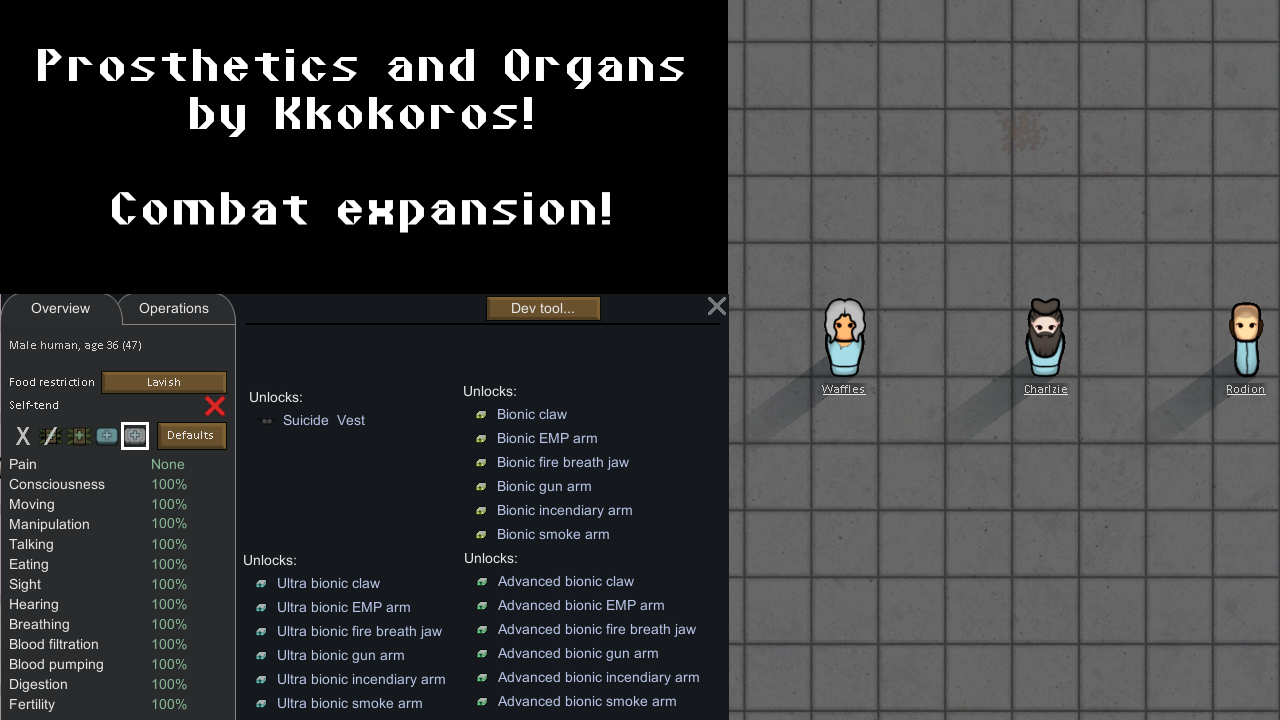 Prosthetics and Organs
by Kkokoros!
Combat expansion!
Overview
Operations
Dev tool...
Male human, age 36 (47)
Food restriction
Lavish
Self-tend
Defaults
Pain None
Consciousness 100%
Moving 100%
Manipulation 100%
Talking 100%
Eating 100%
Sight 100%
Hearing 100%
Breathing 100%
Blood filtration 100%
Blood pumping 100%
Digestion 100%
Fertility 100%
Unlocks:
Suicide Vest
Unlocks:
Bionic claw
Bionic EMP arm
Bionic fire breath jaw
Bionic gun arm
Bionic incendiary arm
Bionic smoke arm
Unlocks:
Ultra bionic claw
Ultra bionic EMP arm
Ultra bionic fire breath jaw
Ultra bionic gun arm
Ultra bionic incendiary arm
Ultra bionic smoke arm
Unlocks:
Advanced bionic claw
Advanced bionic EMP arm
Advanced bionic fire breath jaw
Advanced bionic gun arm
Advanced bionic incendiary arm
Advanced bionic smoke arm
Waffles
Charlzie
Rodion